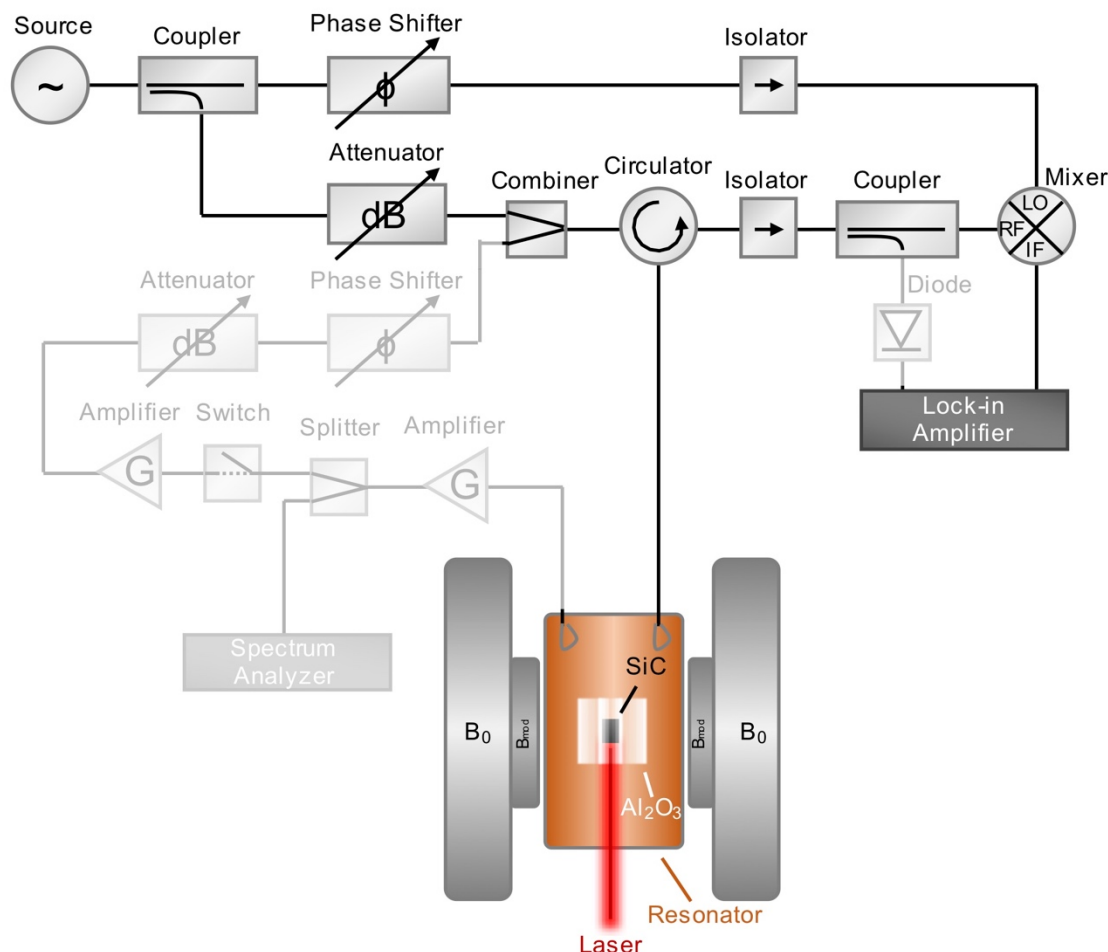 Source
Coupler
Phase Shifter
Isolator
~
ϕ
Attenuator
Combiner
Circulator
Isolator
Coupler
Mixer
dB
LO
RF
IF
Attenuator
Phase Shifter
Diode
dB
ϕ
Amplifier
Switch
Splitter
Amplifier
Lock-in
Amplifier
G
G
Spectrum
Analyzer
SiC
B₀
Bmod
Bmod
B₀
Al₂O₃
Resonator
Laser